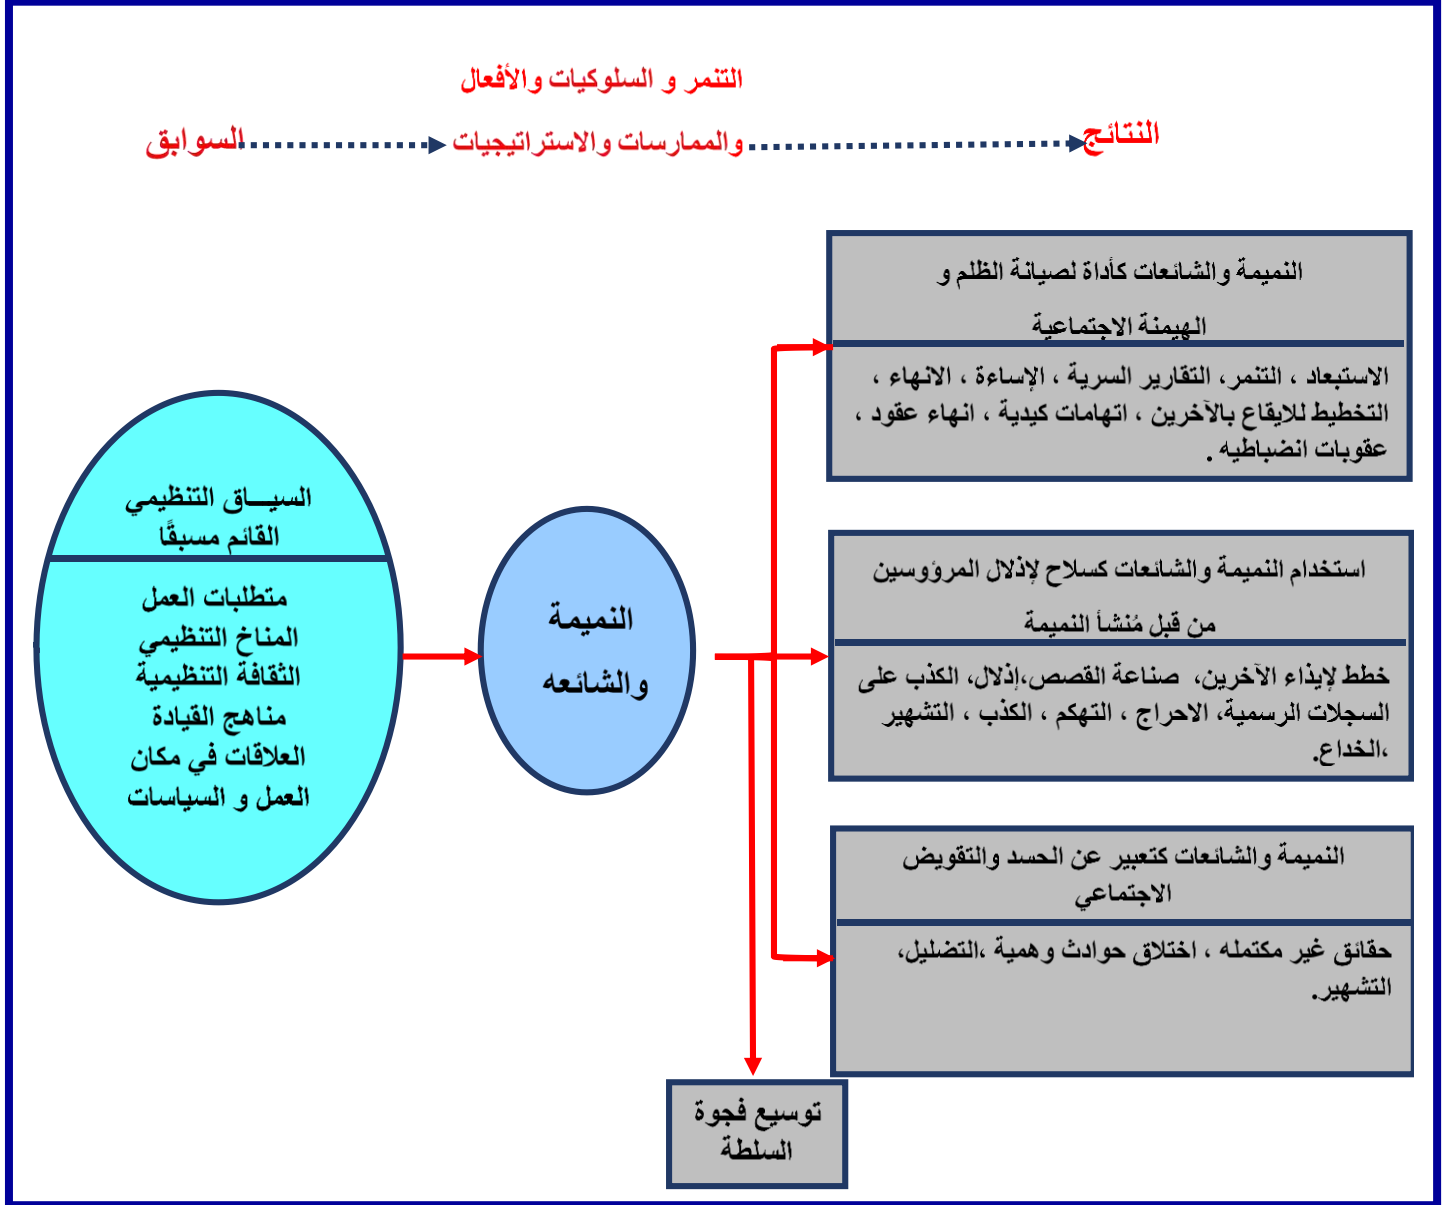 التنمر و السلوكيات والأفعال
السوابق
والممارسات والاستراتيجيات
النتائج
السيـــاق التنظيمي
القائم مسبقًا
متطلبات العمل
المناخ التنظيمي
الثقافة التنظيمية
مناهج القيادة
العلاقات في مكان
العمل و السياسات
النميمة
والشائعه
النميمة والشائعات كأداة لصيانة الظلم و
الهيمنة الاجتماعية
الاستبعاد ، التنمر، التقارير السرية ، الإساءة ، الانهاء ،
التخطيط للايقاع بالآخرين ، اتهامات كيدية ، انهاء عقود ،
عقوبات انضباطيه .
استخدام النميمة والشائعات كسلاح لإذلال المرؤوسين
من قبل مُنشأ النميمة
خطط لإيذاء الآخرين، صناعة القصص،إذلال، الكذب على
السجلات الرسمية، الاحراج ، التهكم ، الكذب ، التشهير
،الخداع.
النميمة والشائعات كتعبير عن الحسد والتقويض
الاجتماعي
حقائق غير مكتمله ، اختلاق حوادث وهمية ،التضليل،
التشهير.
توسيع فجوة
السلطة